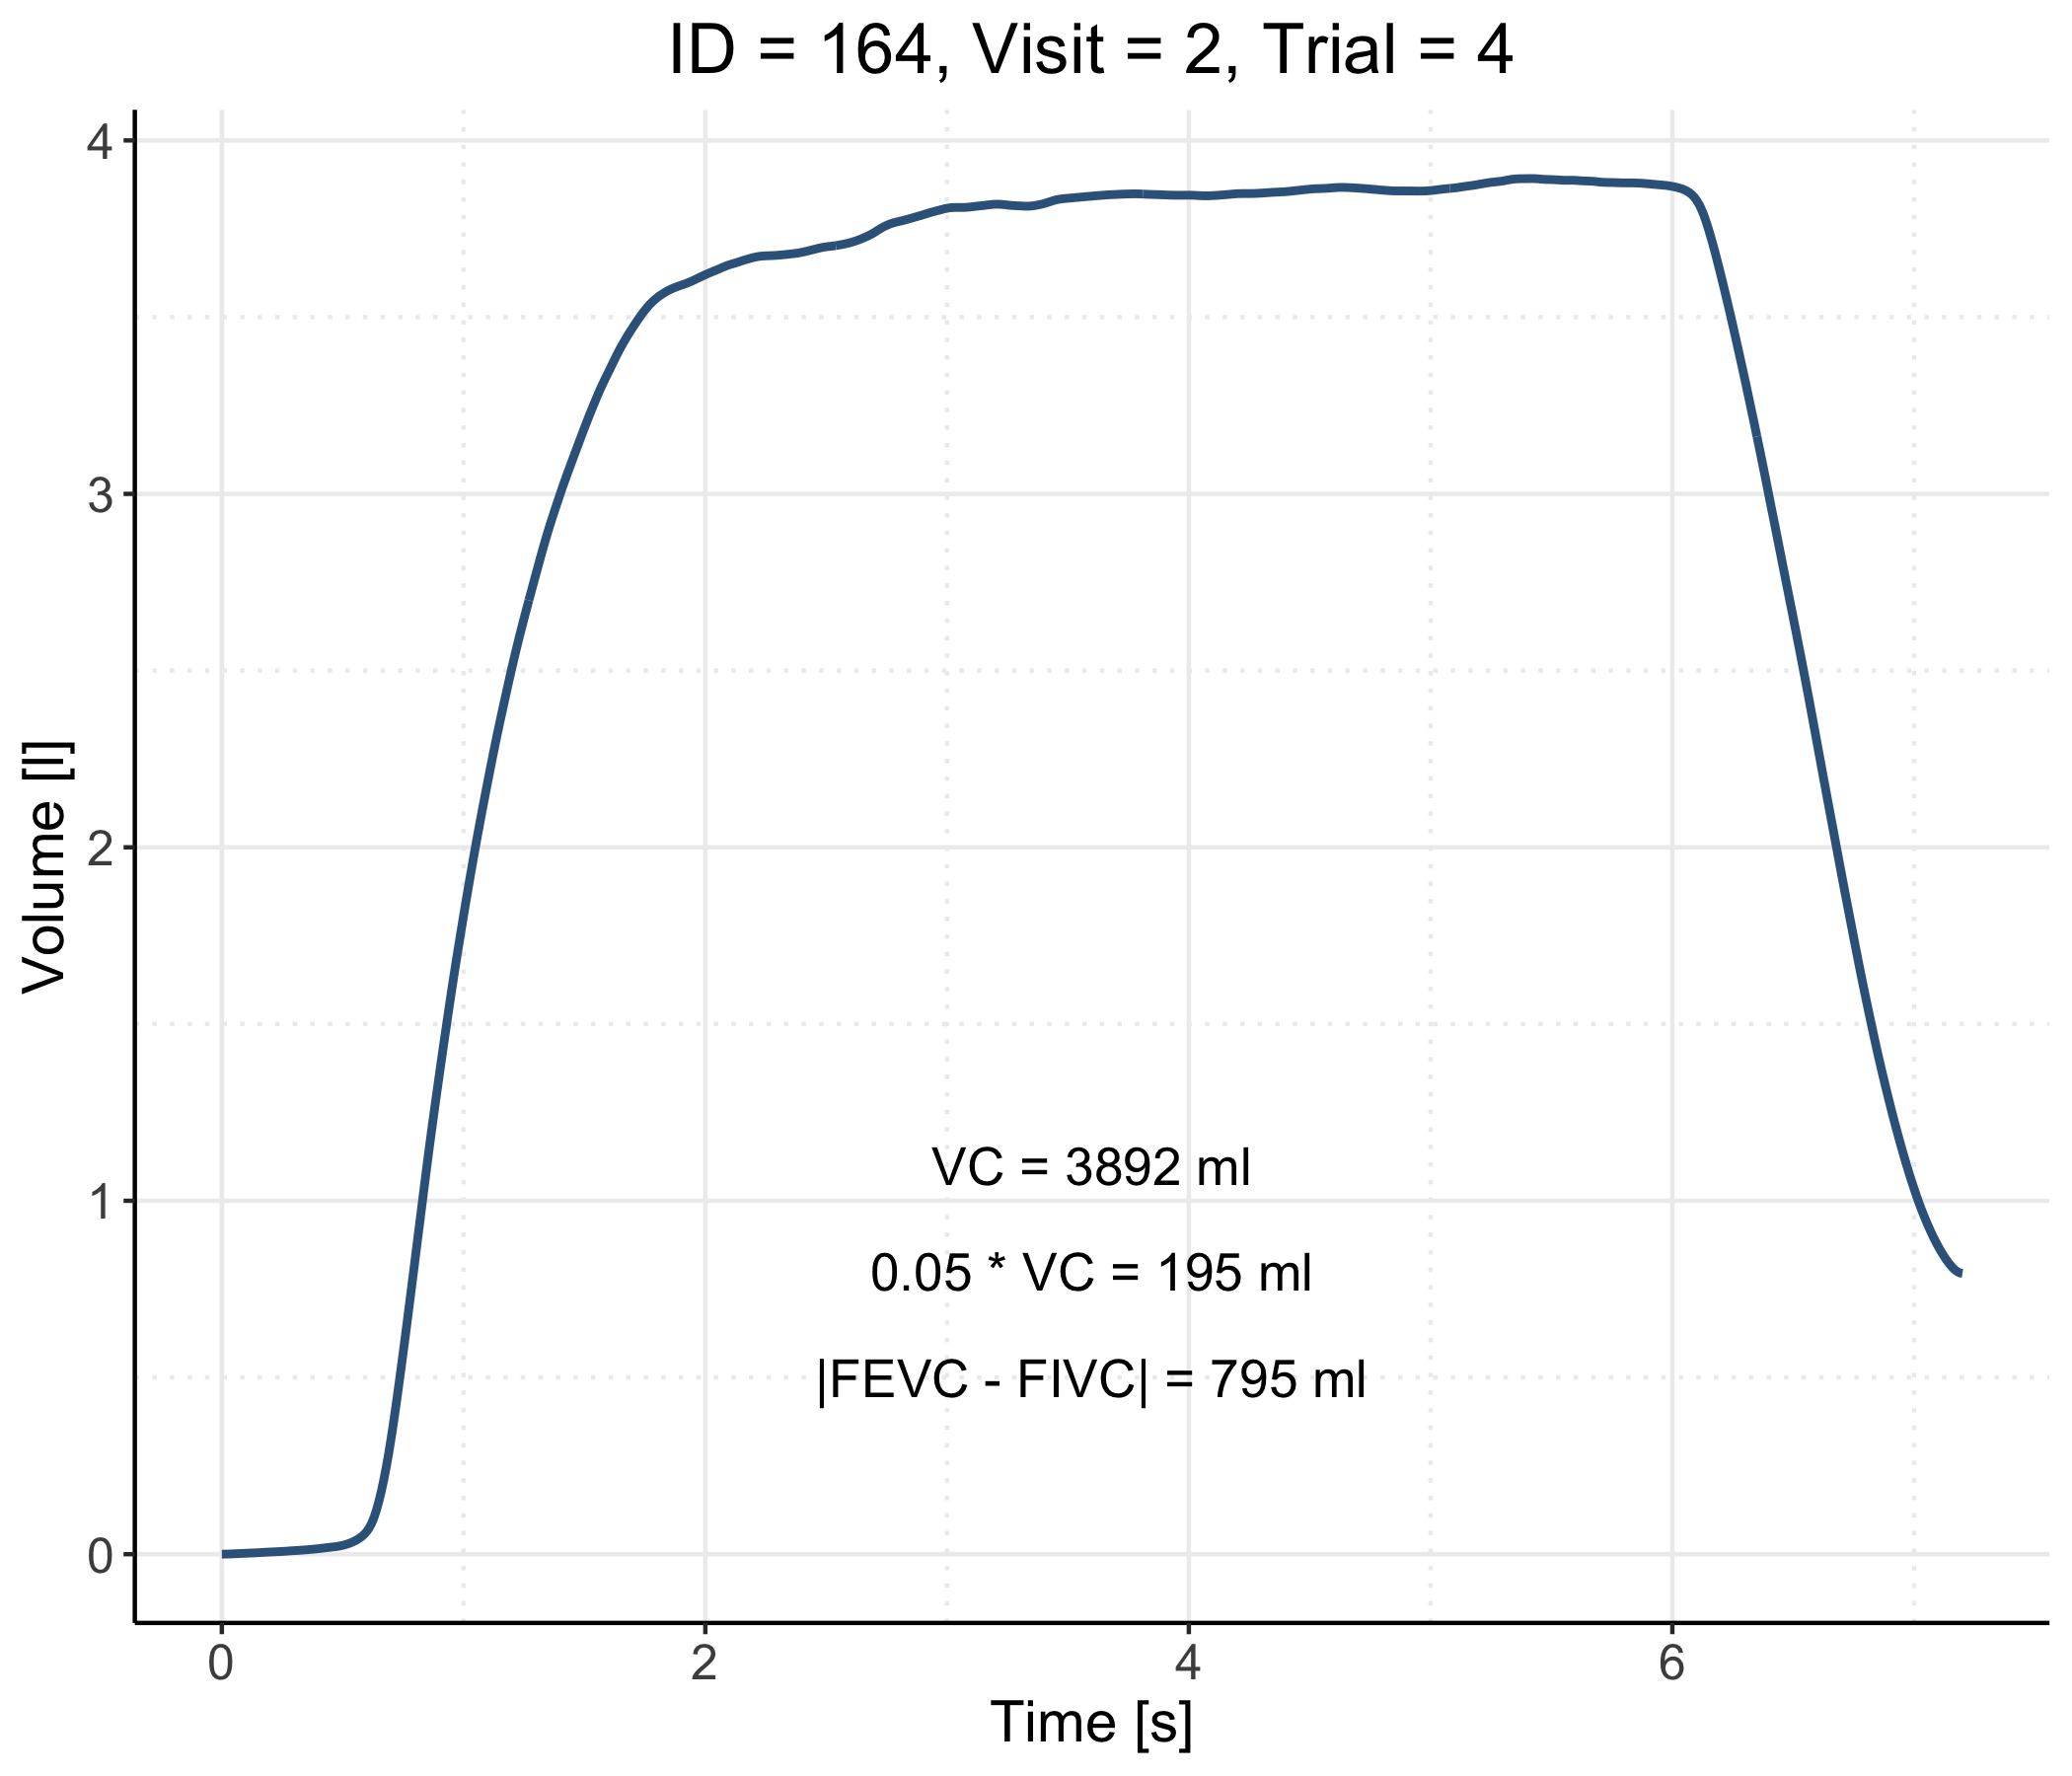 ID = 164, Visit = 2, Trial = 4
4
3
2
1
0
Volume [l]
VC = 3892 ml
0.05 * VC = 195 ml
|FEVC - FIVC| = 795 ml
0 2 4 6
Time [s]